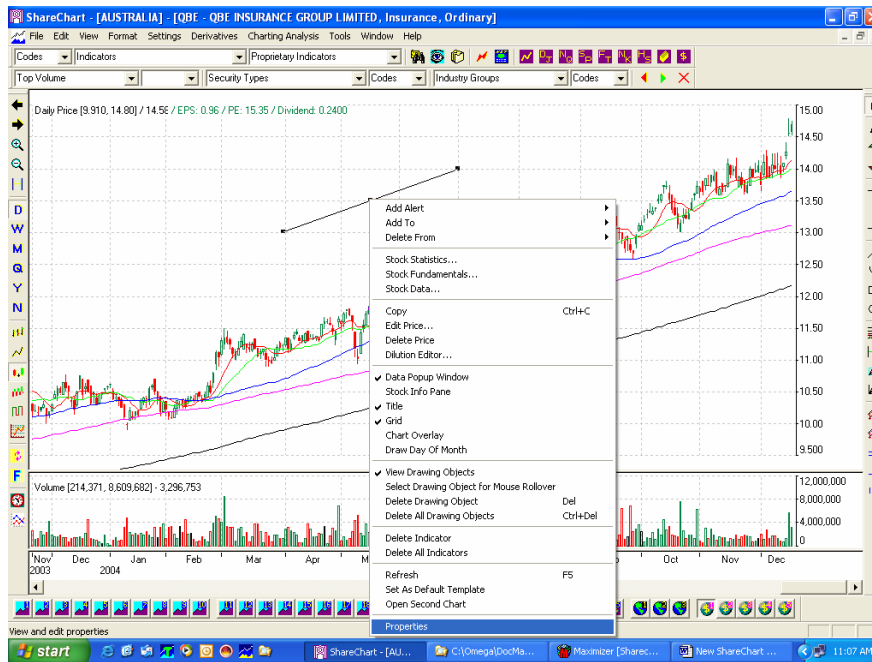 ShareChart - [AUSTRALIA] - [QBE - QBE INSURANCE GROUP LIMITED, Insurance, Ordinary]
File Edit View Format Settings Derivatives Charting Analysis Tools Window Help
Codes Indicators Proprietary Indicators
Top Volume Security Types Codes Industry Groups Codes
Daily Price [9.910, 14.80] / 14.58 / EPS: 0.96 / PE: 15.35 / Dividend: 0.2400
15.00
14.50
14.00
13.50
13.00
12.50
12.00
11.50
11.00
10.50
10.00
9.500
D
W
M
Q
Y
N
F
Add Alert
Add To
Delete From
Stock Statistics...
Stock Fundamentals...
Stock Data...
Copy Ctrl+C
Edit Price...
Delete Price
Dilution Editor...
Data Popup Window
Stock Info Pane
Title
Grid
Chart Overlay
Draw Day Of Month
View Drawing Objects
Select Drawing Object for Mouse Rollover
Delete Drawing Object Del
Delete All Drawing Objects Ctrl+Del
Delete Indicator
Delete All Indicators
Refresh F5
Set As Default Template
Open Second Chart
Properties
Volume [214,371, 8,609,682] - 3,296,753
12,000,000
8,000,000
4,000,000
0
Nov Dec Jan Feb Mar Apr Oct Nov Dec
2003 2004
View and edit properties
start ShareChart - [AU... C:\Omega\DocMa... Maximizer [Sharec... New ShareChart ... 11:07 AM